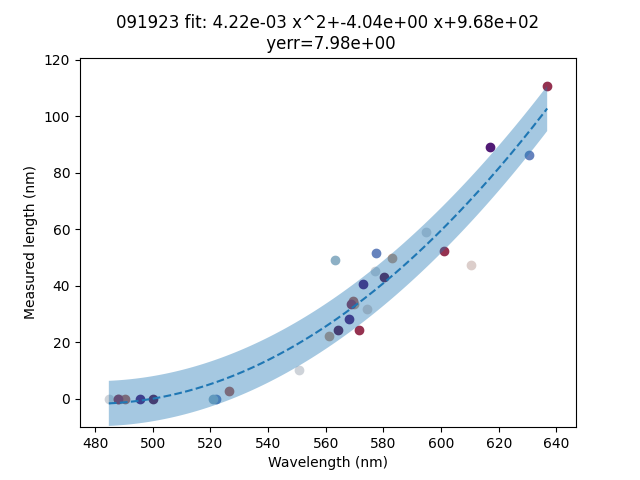 091923 fit: 4.22e-03 x^2+-4.04e+00 x+9.68e+02
yerr=7.98e+00
120
100
80
60
40
20
0
Measured length (nm)
480 500 520 540 560 580 600 620 640
Wavelength (nm)